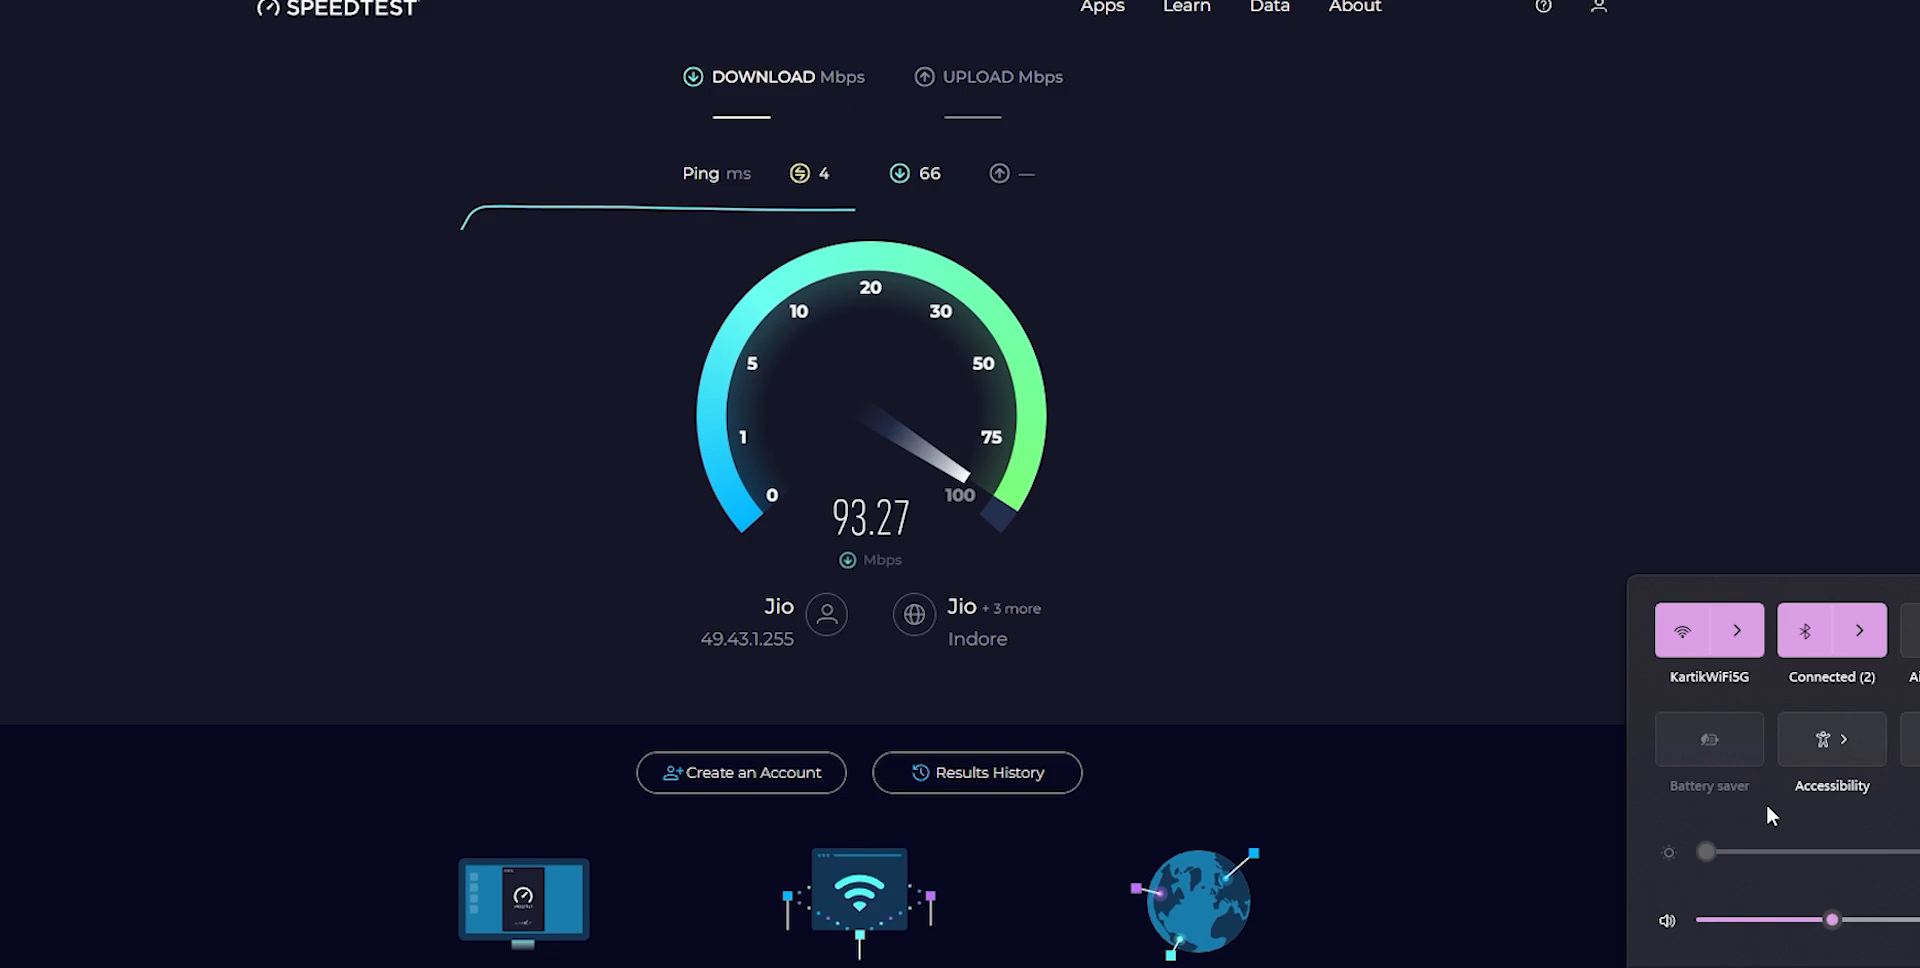 SPEEDTEST
Apps Learn Data About
DOWNLOAD Mbps UPLOAD Mbps
Ping ms 4 66 —
0
1
5
10
20
30
50
75
100
93.27
Mbps
Jio
49.43.1.255
Jio + 3 more
Indore
Create an Account Results History
KartikWiFi5G Connected (2)
Battery saver Accessibility